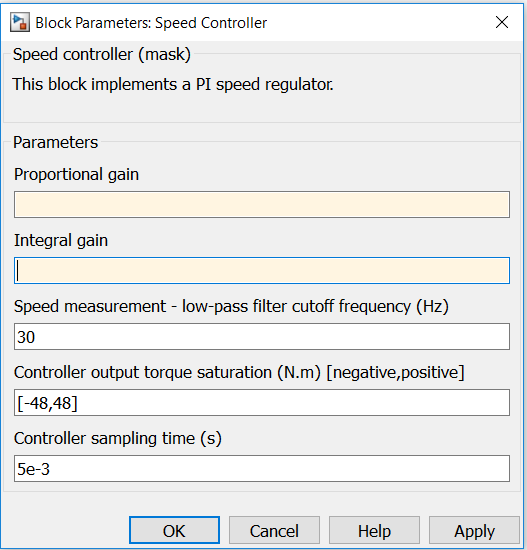 Block Parameters: Speed Controller
Speed controller (mask)
This block implements a PI speed regulator.
Parameters
Proportional gain
Integral gain
Speed measurement - low-pass filter cutoff frequency (Hz)
30
Controller output torque saturation (N.m) [negative,positive]
[-48,48]
Controller sampling time (s)
5e-3
OK Cancel Help Apply